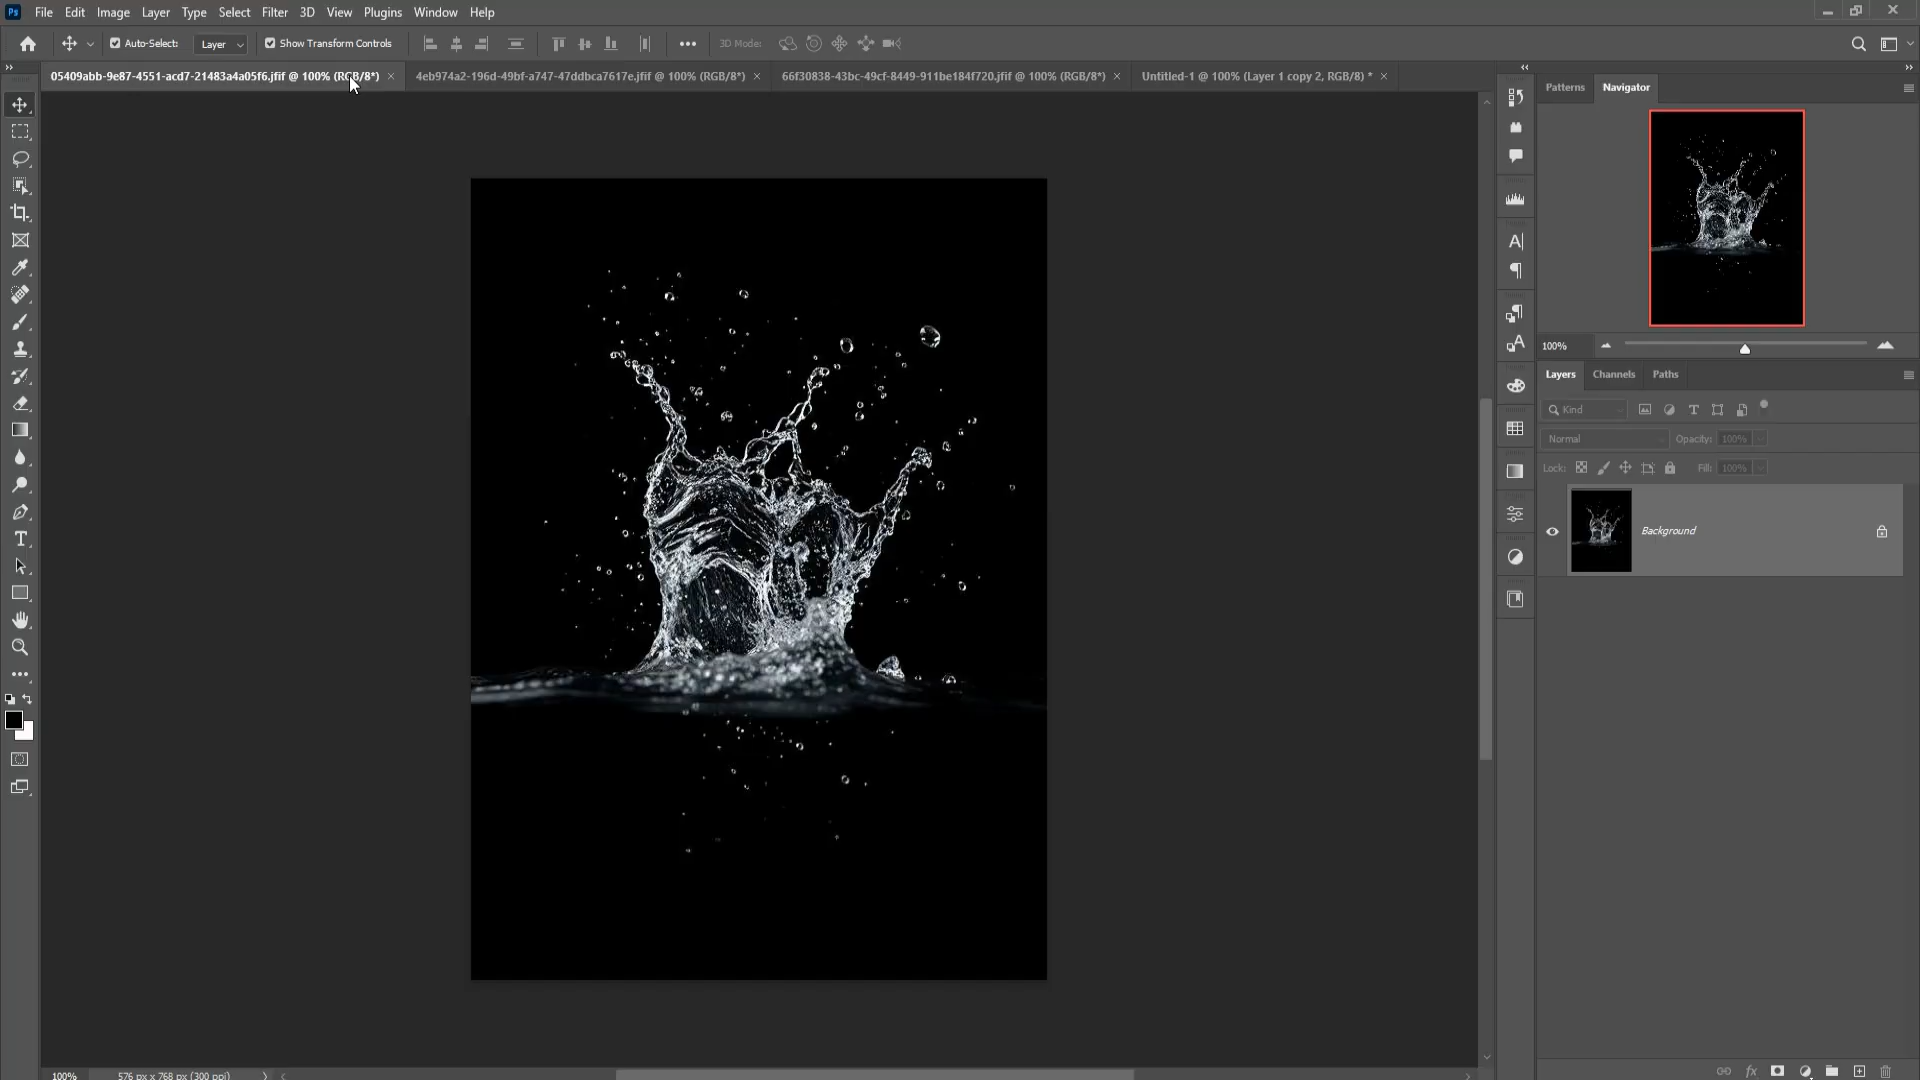 Ps File Edit Image Layer Type Select Filter 3D View Plugins Window Help
Auto-Select: Layer Show Transform Controls 3D Mode:
05409abb-9e87-4551-acd7-21483a4a05f6.jfif @ 100% (RGB/8*) × 4eb974a2-196d-49bf-a747-47ddbca7617e.jfif @ 100% (RGB/8*) × 66f30838-43bc-49cf-8449-911be184f720.jfif @ 100% (RGB/8*) × Untitled-1 @ 100% (Layer 1 copy 2, RGB/8) * ×
Patterns Navigator
100%
Layers Channels Paths
Kind
Normal Opacity: 100%
Lock: Fill: 100%
Background
100% 576 px x 768 px (300 ppi)